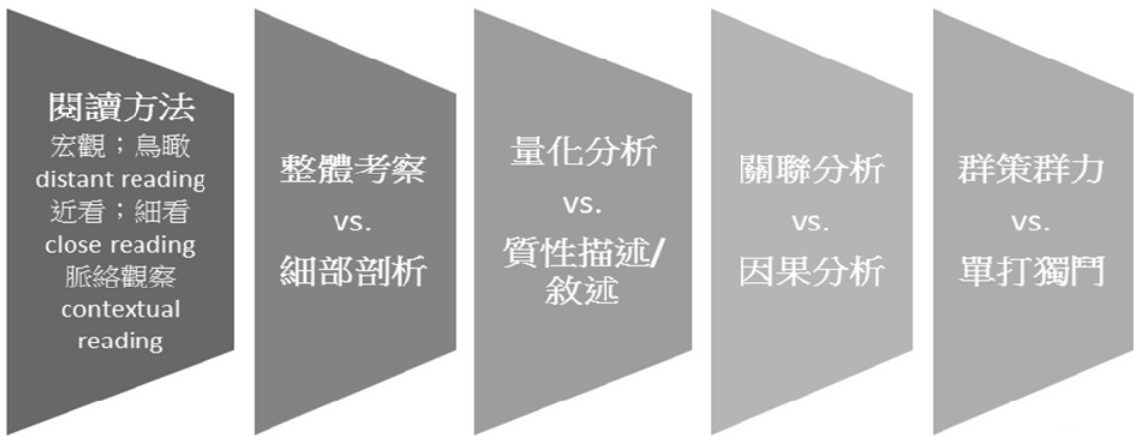 閱讀方法
宏觀；鳥瞰
distant reading
近看；細看
close reading
脈絡觀察
contextual
reading
整體考察
vs.
細部剖析
量化分析
vs.
質性描述/
敘述
關聯分析
vs.
因果分析
群策群力
vs.
單打獨鬥